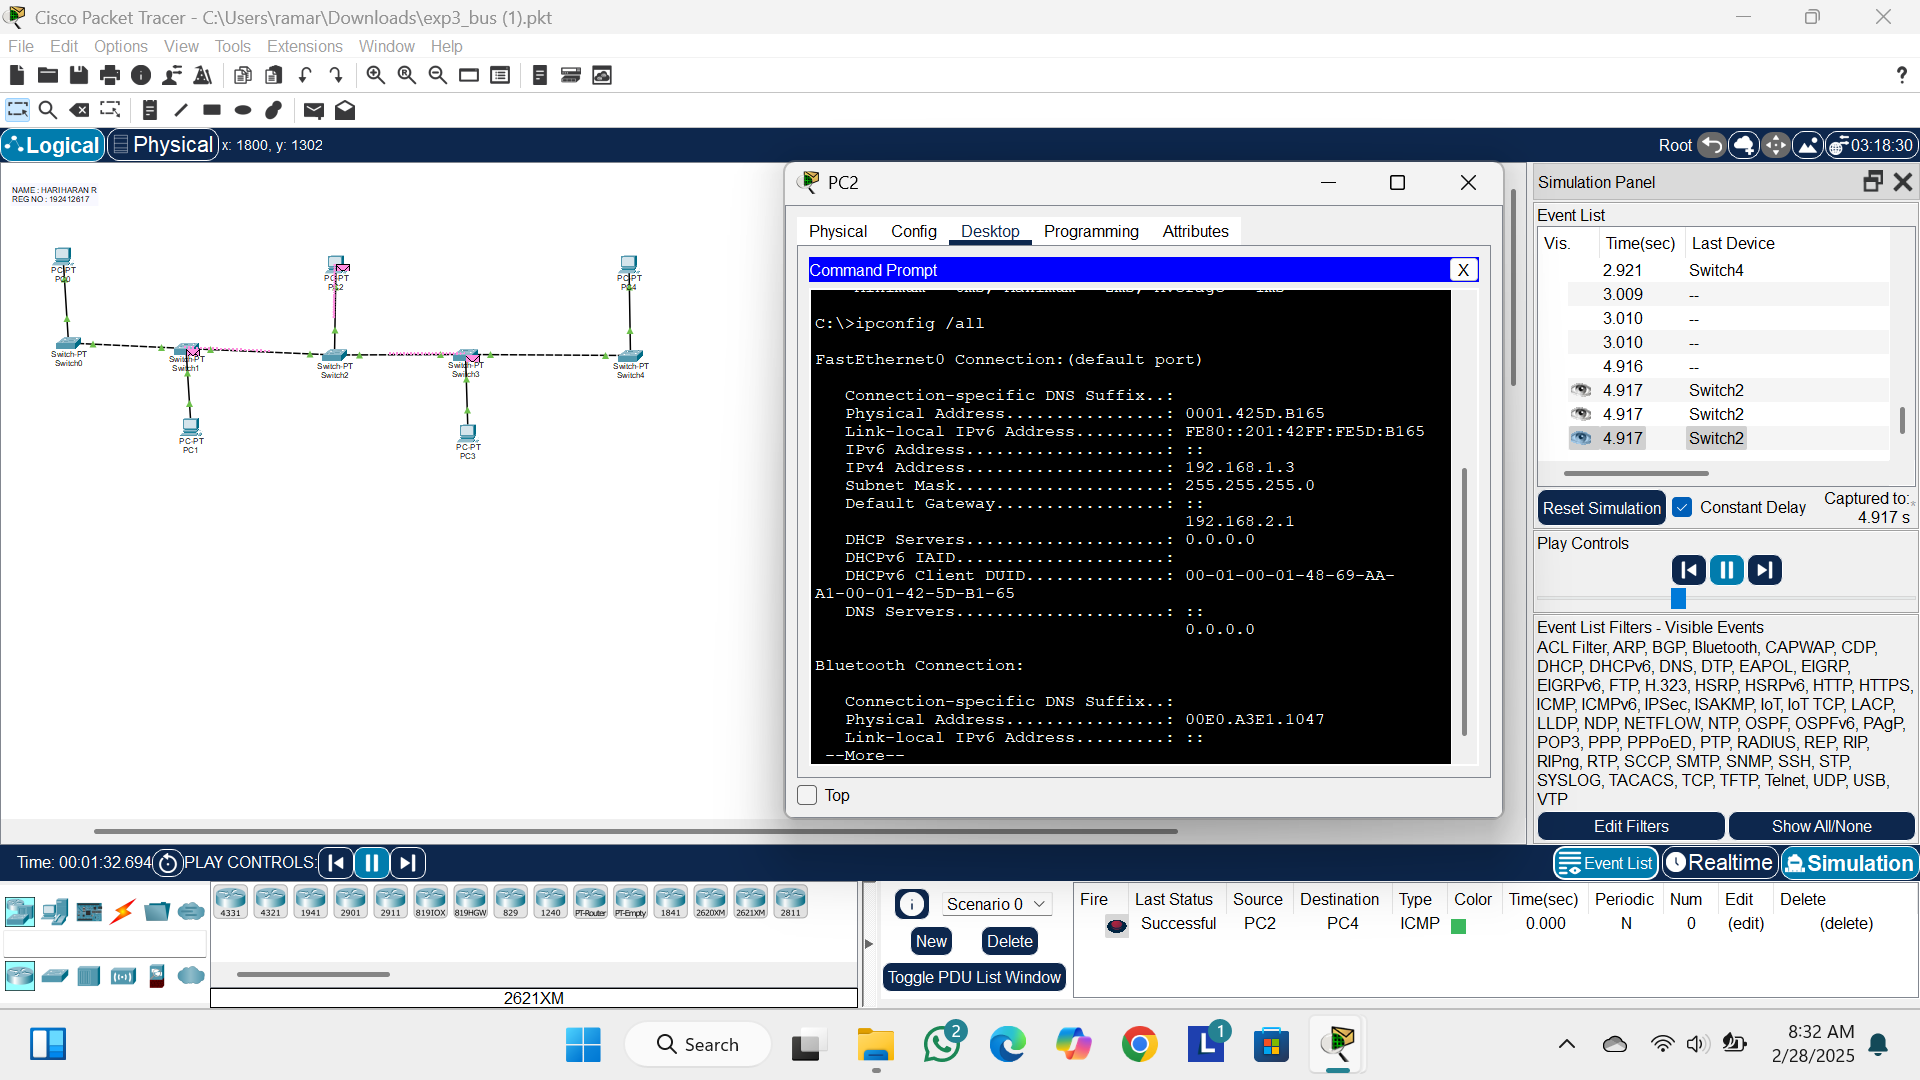 Cisco Packet Tracer - C:\Users\ramar\Downloads\exp3_bus (1).pkt
File Edit Options View Tools Extensions Window Help
?
Logical Physical x: 1800, y: 1302 Root 03:18:30
NAME : HARIHARAN R
REG NO : 192412617
PC-PT
PC0
PC-PT
PC2
PC-PT
PC4
Switch-PT
Switch0
Switch-PT
Switch1
Switch-PT
Switch2
Switch-PT
Switch3
Switch-PT
Switch4
PC-PT
PC1
PC-PT
PC3
PC2
Physical Config Desktop Programming Attributes
Command Prompt X
C:\>ipconfig /all
FastEthernet0 Connection:(default port)
Connection-specific DNS Suffix..:
Physical Address................: 0001.425D.B165
Link-local IPv6 Address.........: FE80::201:42FF:FE5D:B165
IPv6 Address....................: ::
IPv4 Address....................: 192.168.1.3
Subnet Mask.....................: 255.255.255.0
Default Gateway.................: ::
192.168.2.1
DHCP Servers....................: 0.0.0.0
DHCPv6 IAID.....................:
DHCPv6 Client DUID..............: 00-01-00-01-48-69-AA-
A1-00-01-42-5D-B1-65
DNS Servers.....................: ::
0.0.0.0
Bluetooth Connection:
Connection-specific DNS Suffix..:
Physical Address................: 00E0.A3E1.1047
Link-local IPv6 Address.........: ::
--More--
Top
Simulation Panel
Event List
Vis. Time(sec) Last Device
2.921 Switch4
3.009 --
3.010 --
3.010 --
4.916 --
4.917 Switch2
4.917 Switch2
4.917 Switch2
Reset Simulation Constant Delay Captured to:
4.917 s
Play Controls
Event List Filters - Visible Events
ACL Filter, ARP, BGP, Bluetooth, CAPWAP, CDP,
DHCP, DHCPv6, DNS, DTP, EAPOL, EIGRP,
EIGRPv6, FTP, H.323, HSRP, HSRPv6, HTTP, HTTPS,
ICMP, ICMPv6, IPSec, ISAKMP, IoT, IoT TCP, LACP,
LLDP, NDP, NETFLOW, NTP, OSPF, OSPFv6, PAgP,
POP3, PPP, PPPoED, PTP, RADIUS, REP, RIP,
RIPng, RTP, SCCP, SMTP, SNMP, SSH, STP,
SYSLOG, TACACS, TCP, TFTP, Telnet, UDP, USB,
VTP
Edit Filters Show All/None
Time: 00:01:32.694 PLAY CONTROLS: Event List Realtime Simulation
4331 4321 1941 2901 2911 819IOX 819HGW 829 1240 PT-Router PT-Empty 1841 2620XM 2621XM 2811
2621XM
Scenario 0
New Delete
Toggle PDU List Window
Fire Last Status Source Destination Type Color Time(sec) Periodic Num Edit Delete
Successful PC2 PC4 ICMP 0.000 N 0 (edit) (delete)
Search 2 1
8:32 AM
2/28/2025